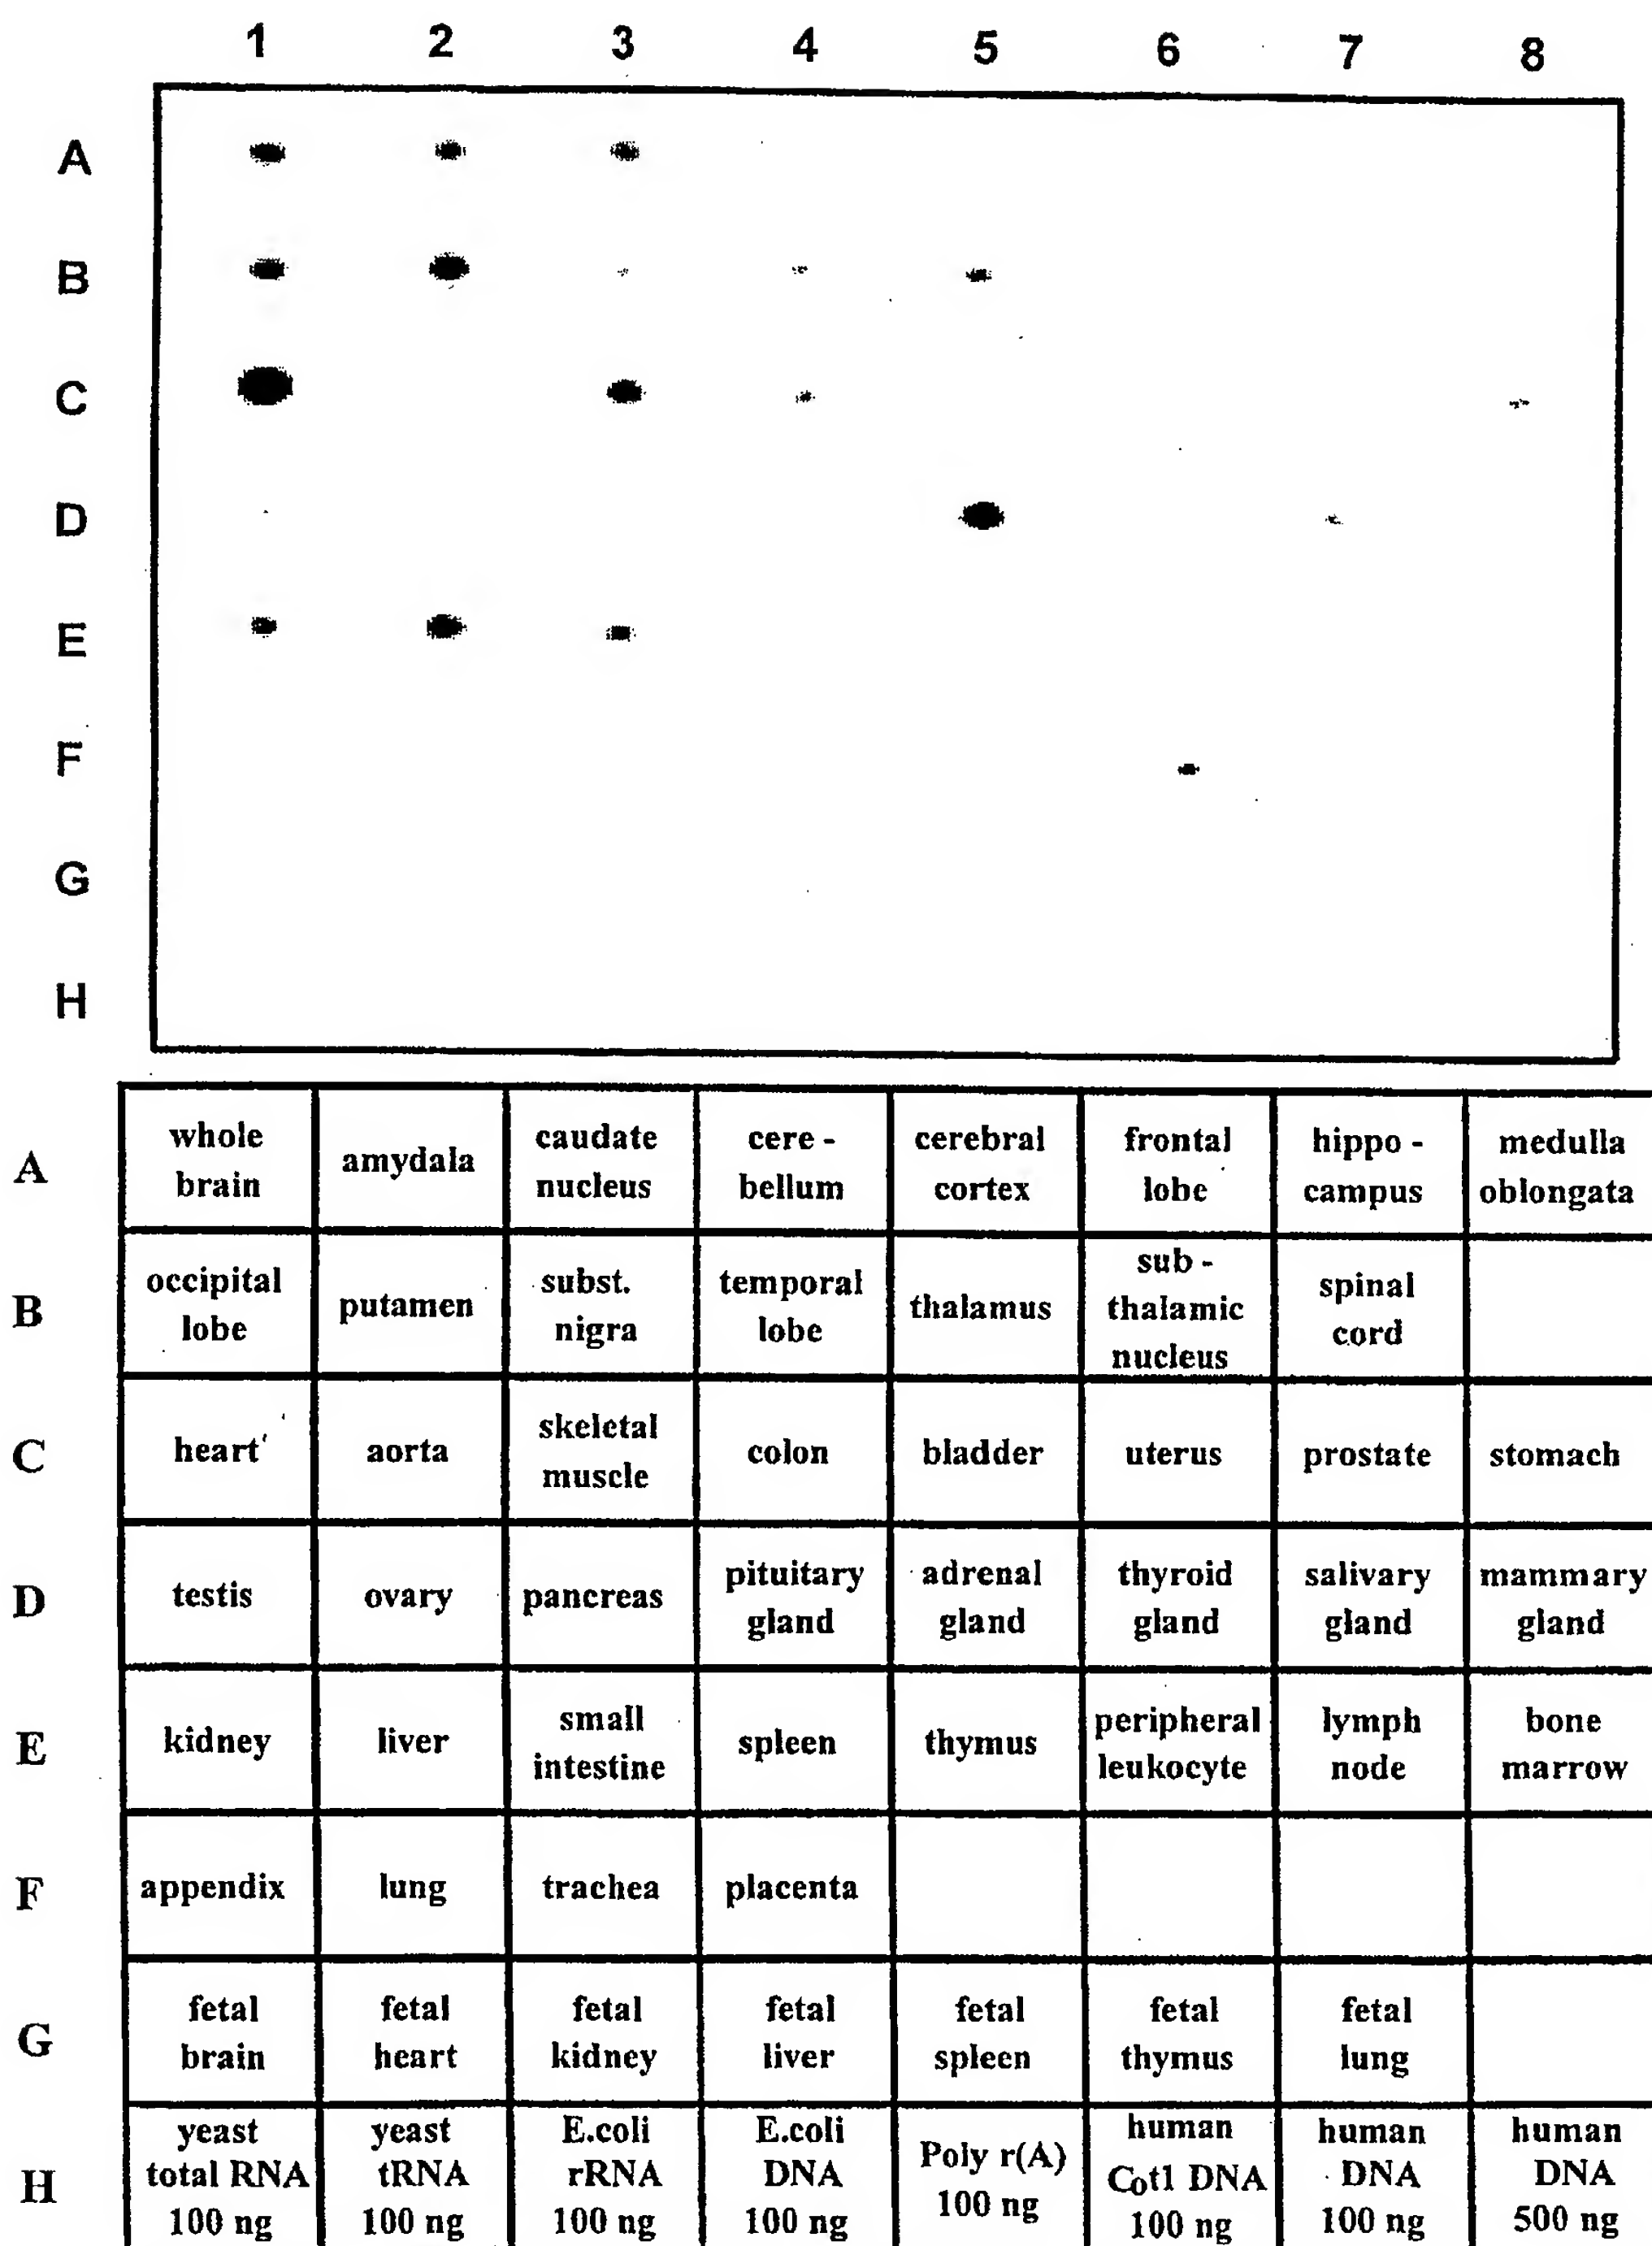 1 2 3 4 5 6 7 8
A
B
C
D
E
F
G
H
A whole brain amydala caudate nucleus cere - bellum cerebral cortex frontal lobe hippo - campus medulla oblongata
B occipital lobe putamen subst. nigra temporal lobe thalamus sub - thalamic nucleus spinal cord
C heart aorta skeletal muscle colon bladder uterus prostate stomach
D testis ovary pancreas pituitary gland adrenal gland thyroid gland salivary gland mammary gland
E kidney liver small intestine spleen thymus peripheral leukocyte lymph node bone marrow
F appendix lung trachea placenta
G fetal brain fetal heart fetal kidney fetal liver fetal spleen fetal thymus fetal lung
H yeast total RNA 100 ng yeast tRNA 100 ng E.coli rRNA 100 ng E.coli DNA 100 ng Poly r(A) 100 ng human Cot1 DNA 100 ng human DNA 100 ng human DNA 500 ng